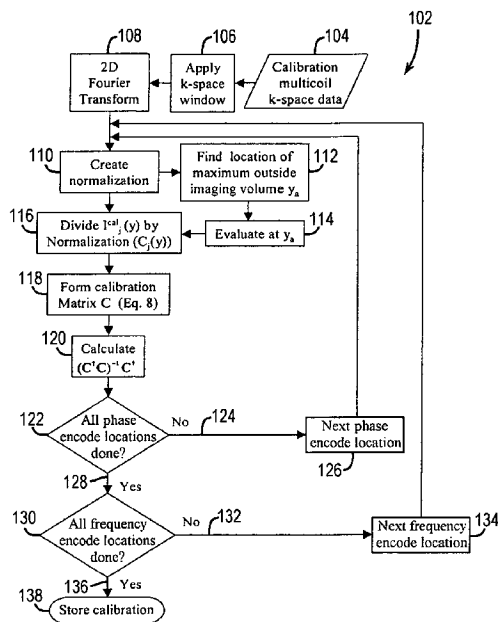 102
108
106
104
2D
Fourier
Transform
Apply
k-space
window
Calibration
multicoil
k-space data
110
Create
normalization
112
Find location of
maximum outside
imaging volume yₐ
116
Divide I^cal_j (y) by
Normalization (C_j(y))
114
Evaluate at yₐ
118
Form calibration
Matrix C (Eq. 8)
120
Calculate
(C†C)⁻¹ C†
122
All phase
encode locations
done?
No
124
Next phase
encode location
126
128
Yes
130
All frequency
encode locations
done?
No
132
Next frequency
encode location
134
136
Yes
138
Store calibration